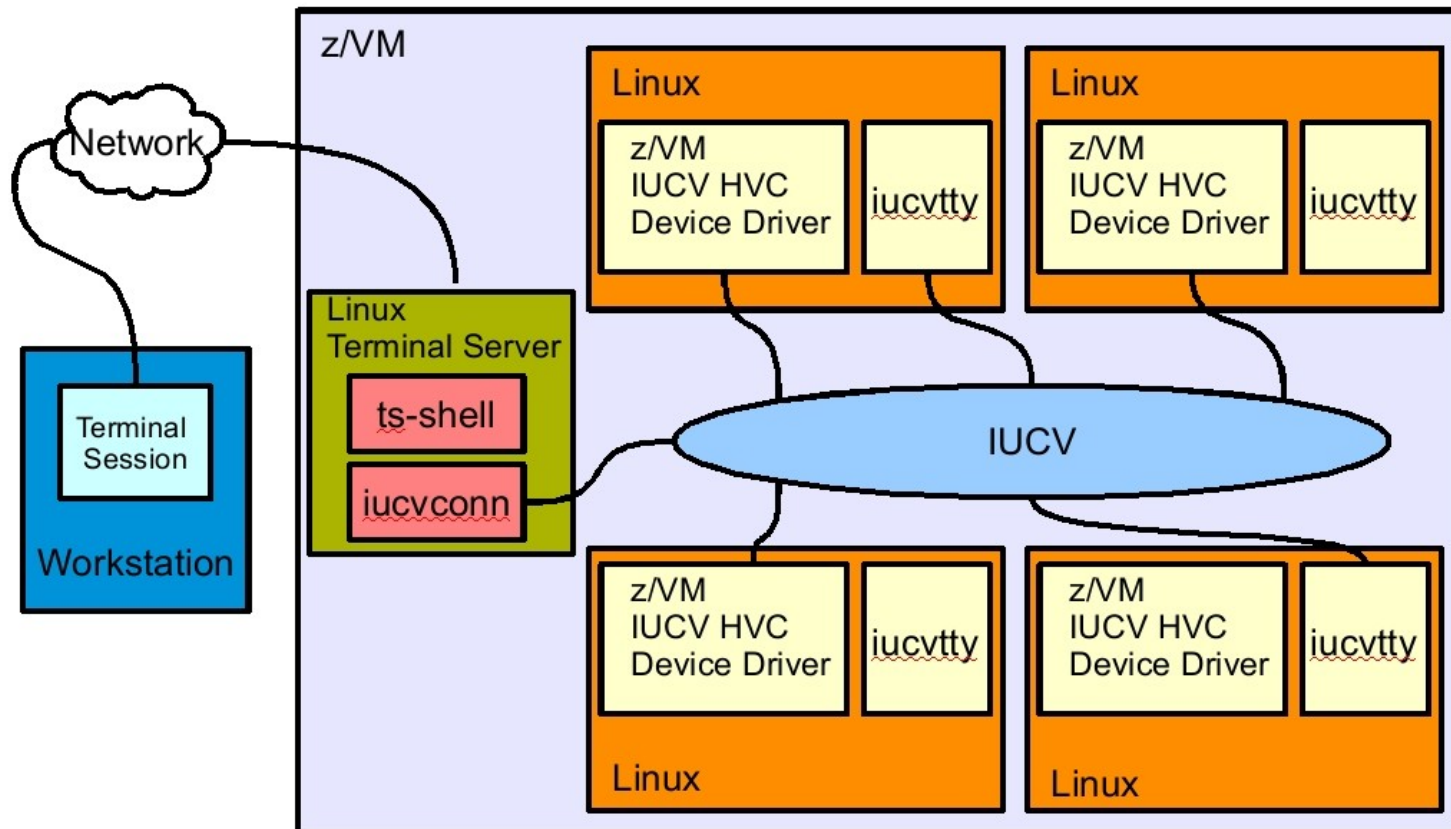 z/VM
Network
Terminal
Session
Workstation
Linux
Terminal Server
ts-shell
iucvconn
Linux
z/VM
IUCV HVC
Device Driver
iucvtty
Linux
z/VM
IUCV HVC
Device Driver
iucvtty
IUCV
z/VM
IUCV HVC
Device Driver
iucvtty
Linux
z/VM
IUCV HVC
Device Driver
iucvtty
Linux